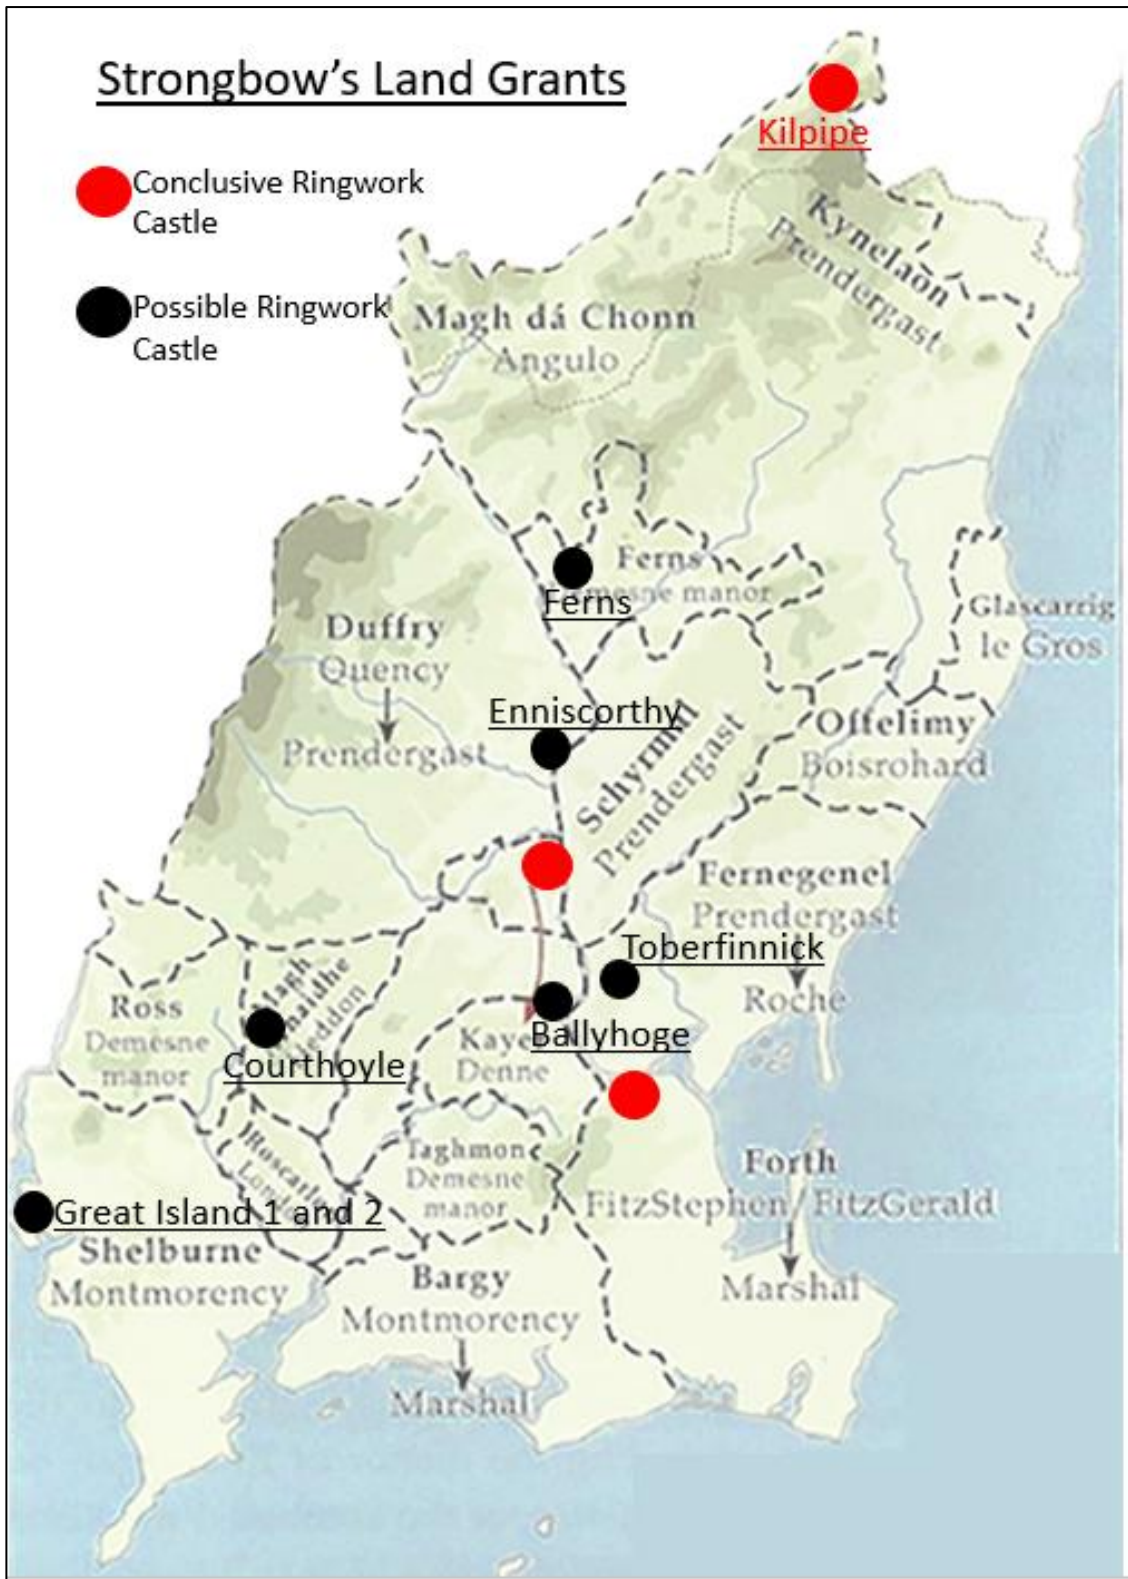 Strongbow's Land Grants
Conclusive Ringwork
Castle
Possible Ringwork
Castle
Kilpipe
Kynelaon
Prendergast
Magh dá Chonn
Angulo
Ferns
manor
Ferns
Glascarrig
le Gros
Duffry
Quency
Prendergast
Enniscorthy
Prendergast
Offelimy
Boisrohard
Fernegenel
Prendergast
Roche
Toberfinnick
Ballyhoge
Denne
Ross
Demesne
manor
Magh
Courthoyle
Taghmon
Demesne
manor
Forth
FitzStephen/FitzGerald
Marshal
Great Island 1 and 2
Shelburne
Montmorency
Bargy
Montmorency
Marshal